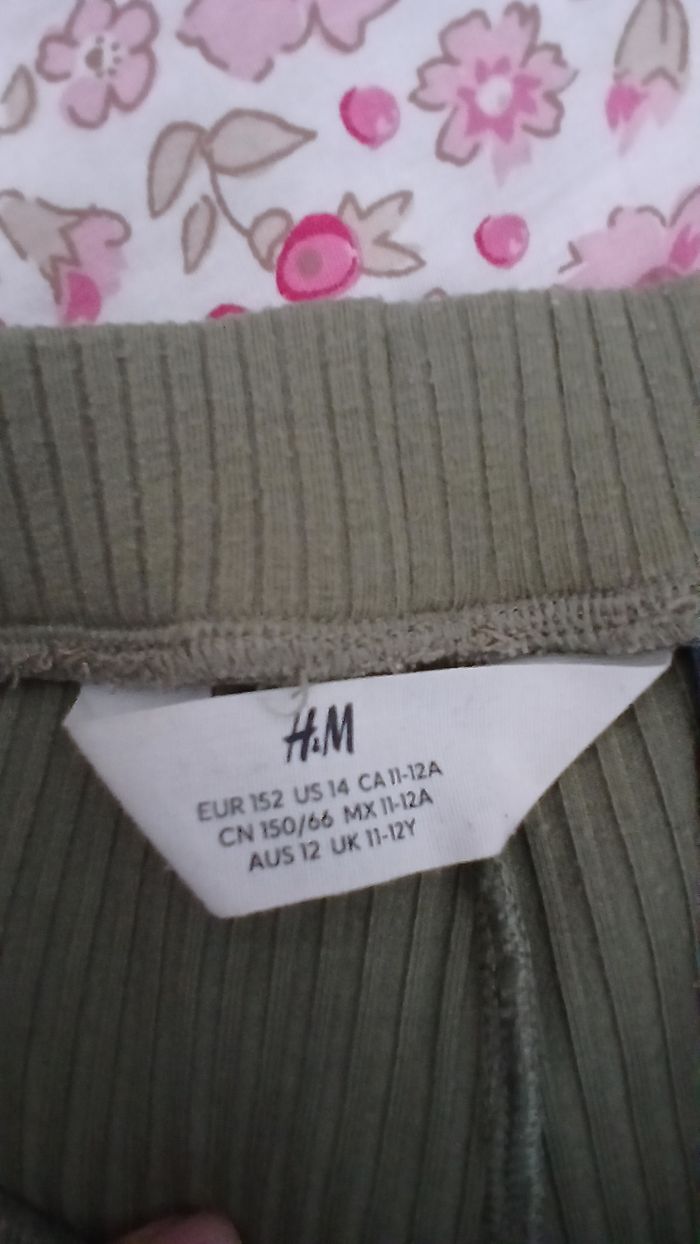 H&M
EUR 152 US 14 CA 11-12A
CN 150/66 MX 11-12A
AUS 12 UK 11-12Y